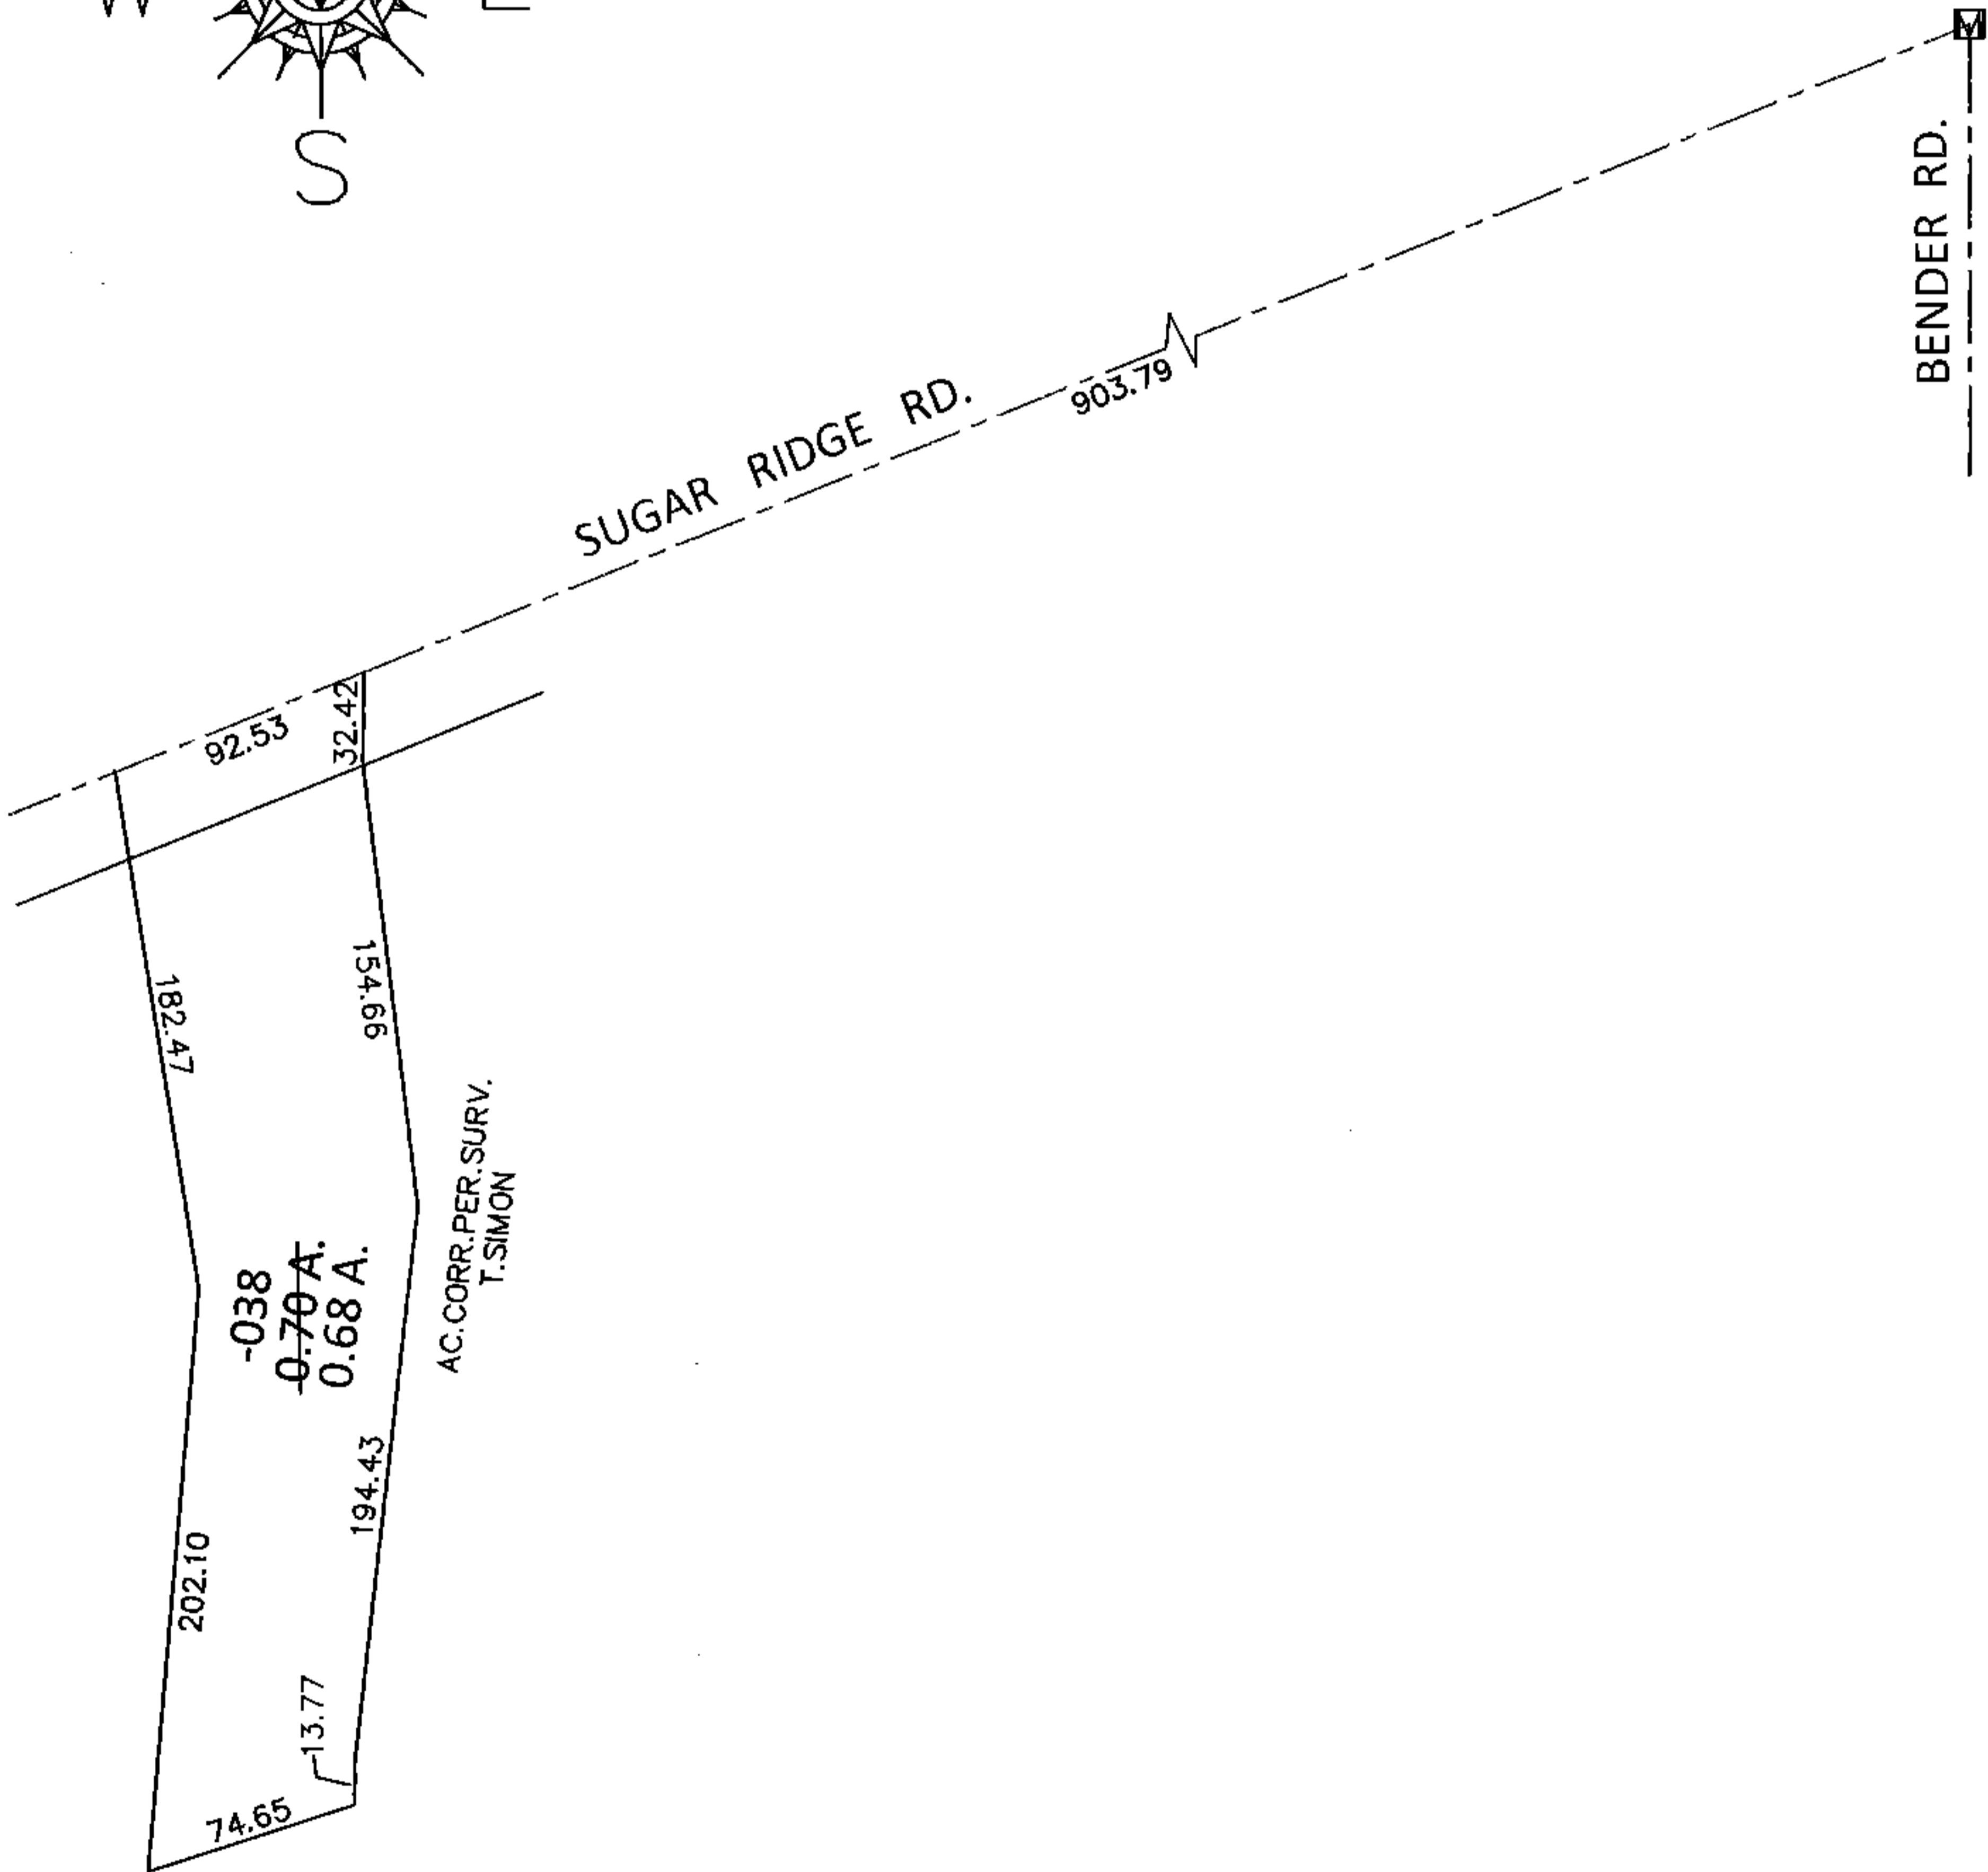 S
BENDER RD.
903.79
SUGAR RIDGE RD.
32.42
92.53
154.66
182.47
AC.CORR.PER.SURV.
T.SIMON
-038
0.70 A.
0.68 A.
194.43
202.10
13.77
74.65